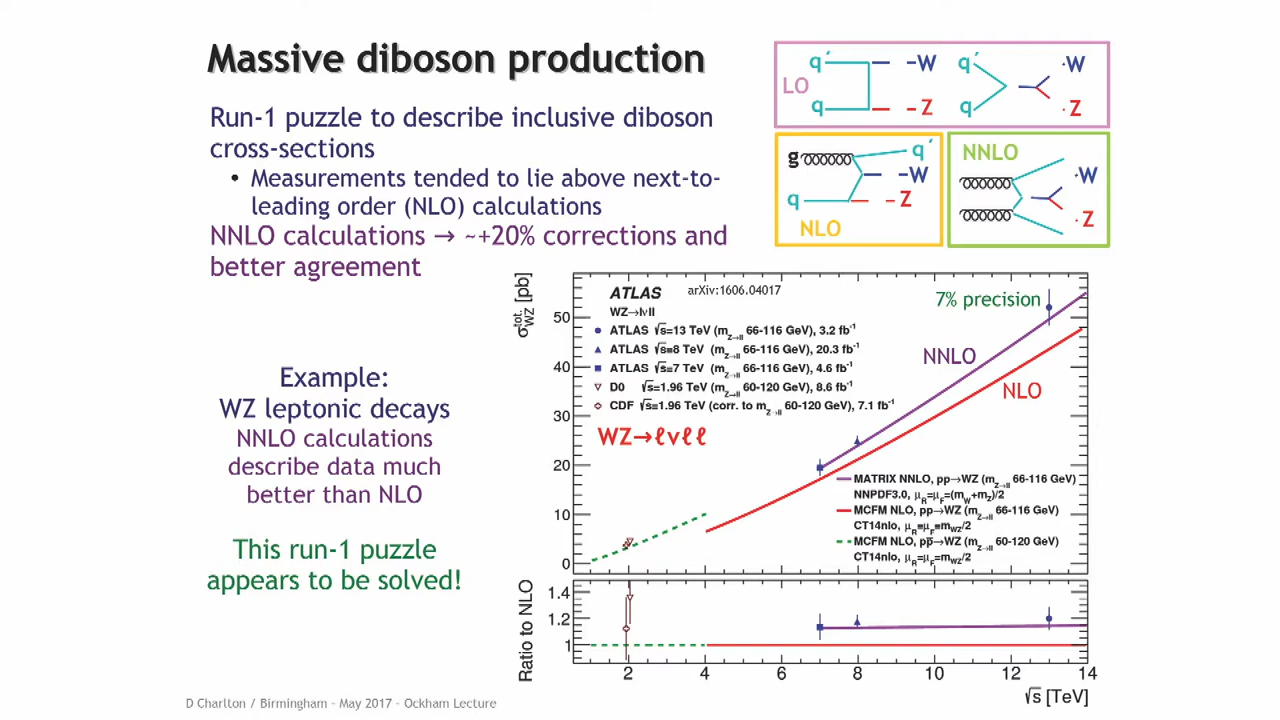 Massive diboson production
Run-1 puzzle to describe inclusive diboson
cross-sections
• Measurements tended to lie above next-to-
leading order (NLO) calculations
NNLO calculations → ~+20% corrections and
better agreement
LO
q´
q
W
Z
q´
q
W
Z
g
q
q´
W
Z
NLO
NNLO
W
Z
Example:
WZ leptonic decays
NNLO calculations
describe data much
better than NLO
This run-1 puzzle
appears to be solved!
σ^tot._WZ [pb]
50
40
30
20
10
0
ATLAS
arXiv:1606.04017
WZ→lνll
ATLAS √s=13 TeV (m_Z→ll 66-116 GeV), 3.2 fb⁻¹
ATLAS √s=8 TeV (m_Z→ll 66-116 GeV), 20.3 fb⁻¹
ATLAS √s=7 TeV (m_Z→ll 66-116 GeV), 4.6 fb⁻¹
D0 √s=1.96 TeV (m_Z→ll 60-120 GeV), 8.6 fb⁻¹
CDF √s=1.96 TeV (corr. to m_Z→ll 60-120 GeV), 7.1 fb⁻¹
7% precision
NNLO
NLO
WZ→ℓνℓℓ
MATRIX NNLO, pp→WZ (m_Z→ll 66-116 GeV)
NNPDF3.0, μ_R=μ_F=(m_W+m_Z)/2
MCFM NLO, pp→WZ (m_Z→ll 66-116 GeV)
CT14nlo, μ_R=μ_F=m_WZ/2
MCFM NLO, pp̅→WZ (m_Z→ll 60-120 GeV)
CT14nlo, μ_R=μ_F=m_WZ/2
Ratio to NLO
1.4
1.2
1
2 4 6 8 10 12 14
√s [TeV]
D Charlton / Birmingham – May 2017 – Ockham Lecture